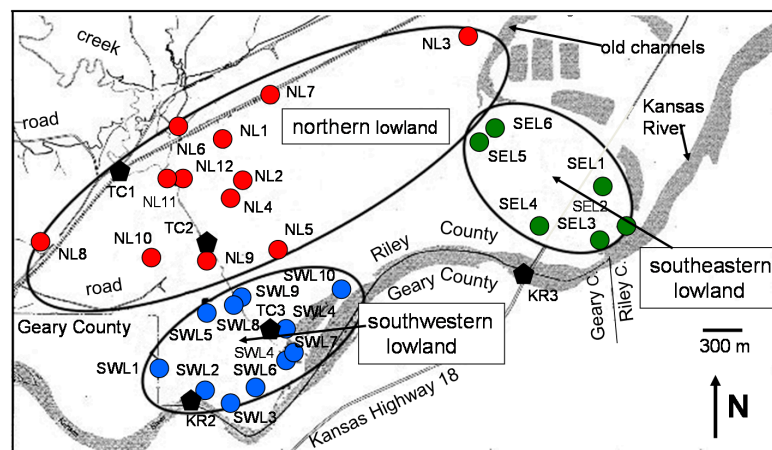 NL3
old channels
creek
NL7
Kansas
River
northern lowland
road
NL1
NL6
SEL6
SEL5
NL12
SEL1
TC1
NL11
NL2
NL4
SEL2
SEL4
SEL3
TC2
NL5
Riley
County
NL8
NL10
NL9
Geary County
southeastern
lowland
SWL10
KR3
Geary C.
Riley C.
road
SWL9
SWL4
Geary County
SWL8
TC3
SWL5
southwestern
lowland
SWL7
SWL4
300 m
SWL1
SWL2
SWL6
KR2
SWL3
Kansas Highway 18
N